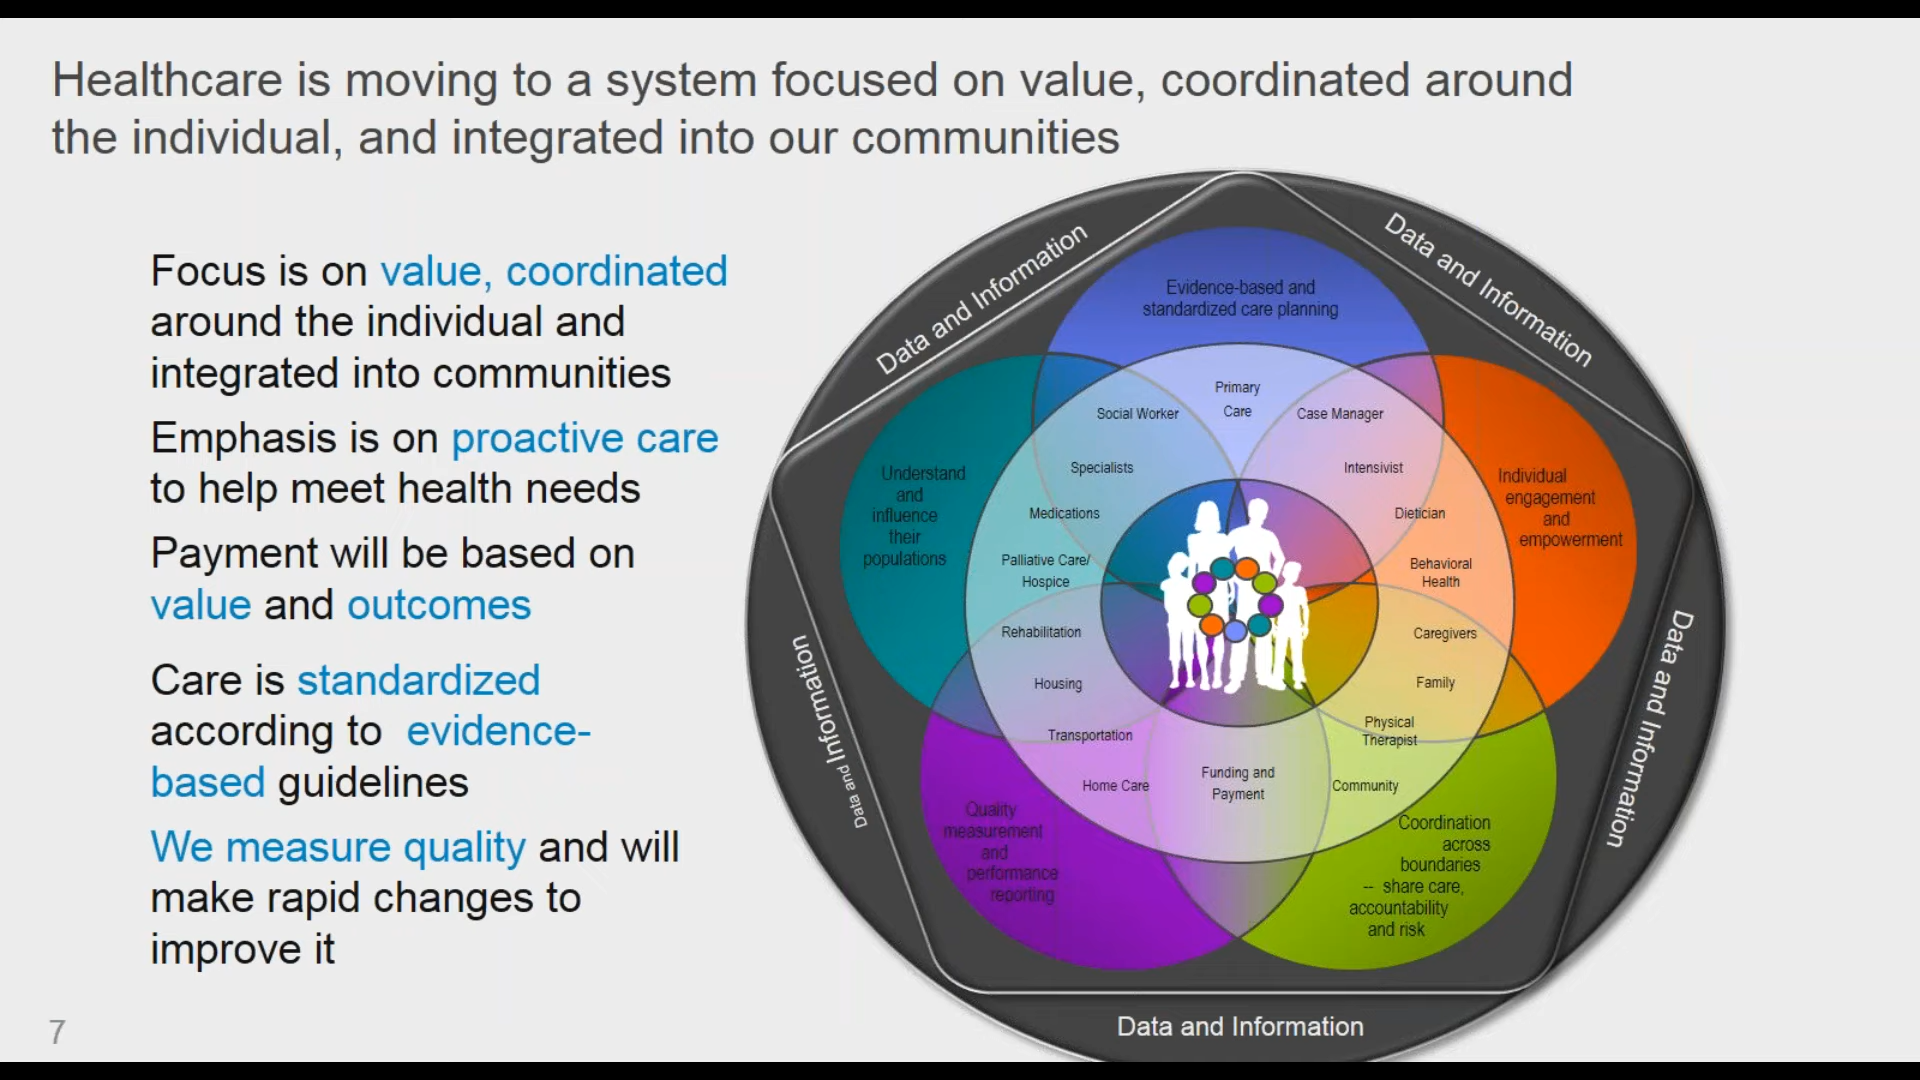 Healthcare is moving to a system focused on value, coordinated around
the individual, and integrated into our communities
Focus is on value, coordinated
around the individual and
integrated into communities
Emphasis is on proactive care
to help meet health needs
Payment will be based on
value and outcomes
Care is standardized
according to evidence-
based guidelines
We measure quality and will
make rapid changes to
improve it
7
Data and Information
Data and Information
Data and Information
Data and Information
Data and Information
Evidence-based and
standardized care planning
Understand
and
influence
their
populations
Individual
engagement
and
empowerment
Quality
measurement
and
performance
reporting
Coordination
across
boundaries
-- share care,
accountability
and risk
Primary
Care
Social Worker
Case Manager
Specialists
Intensivist
Medications
Dietician
Palliative Care/
Hospice
Behavioral
Health
Rehabilitation
Caregivers
Housing
Family
Transportation
Physical
Therapist
Home Care
Funding and
Payment
Community